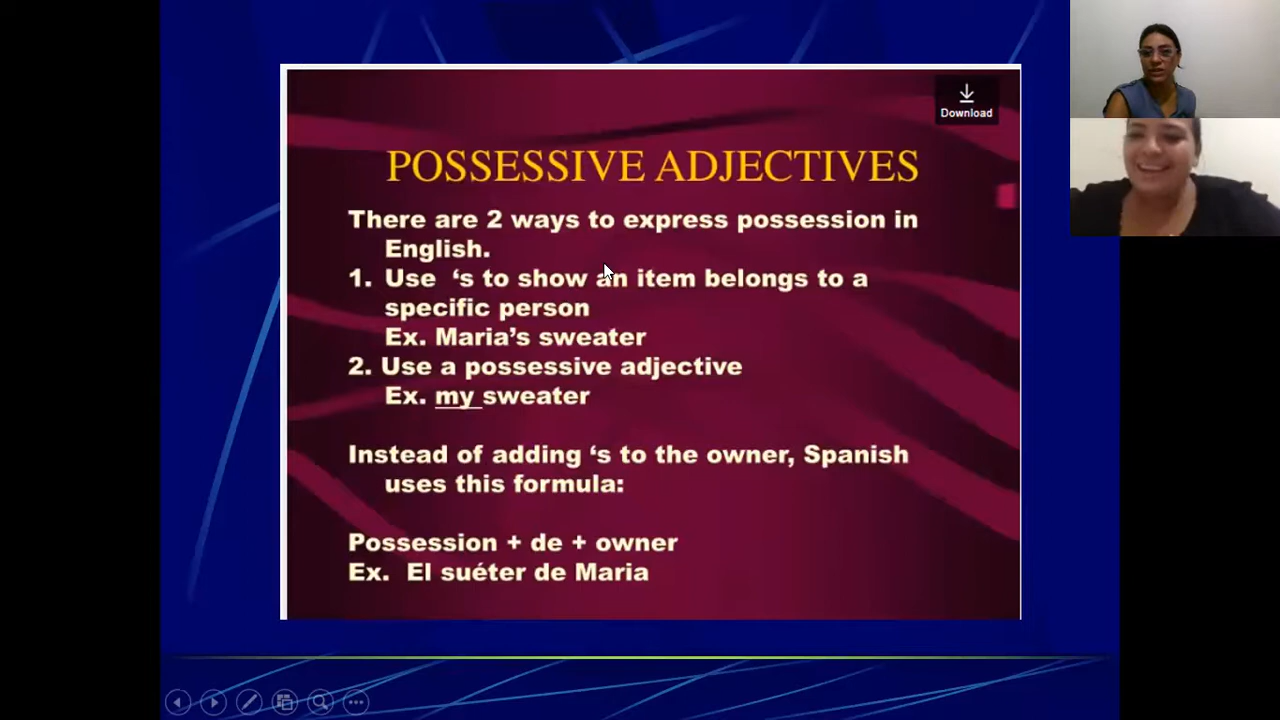 Download
POSSESSIVE ADJECTIVES
There are 2 ways to express possession in
English.
1. Use ‘s to show an item belongs to a
specific person
Ex. Maria’s sweater
2. Use a possessive adjective
Ex. my sweater
Instead of adding ‘s to the owner, Spanish
uses this formula:
Possession + de + owner
Ex. El suéter de Maria